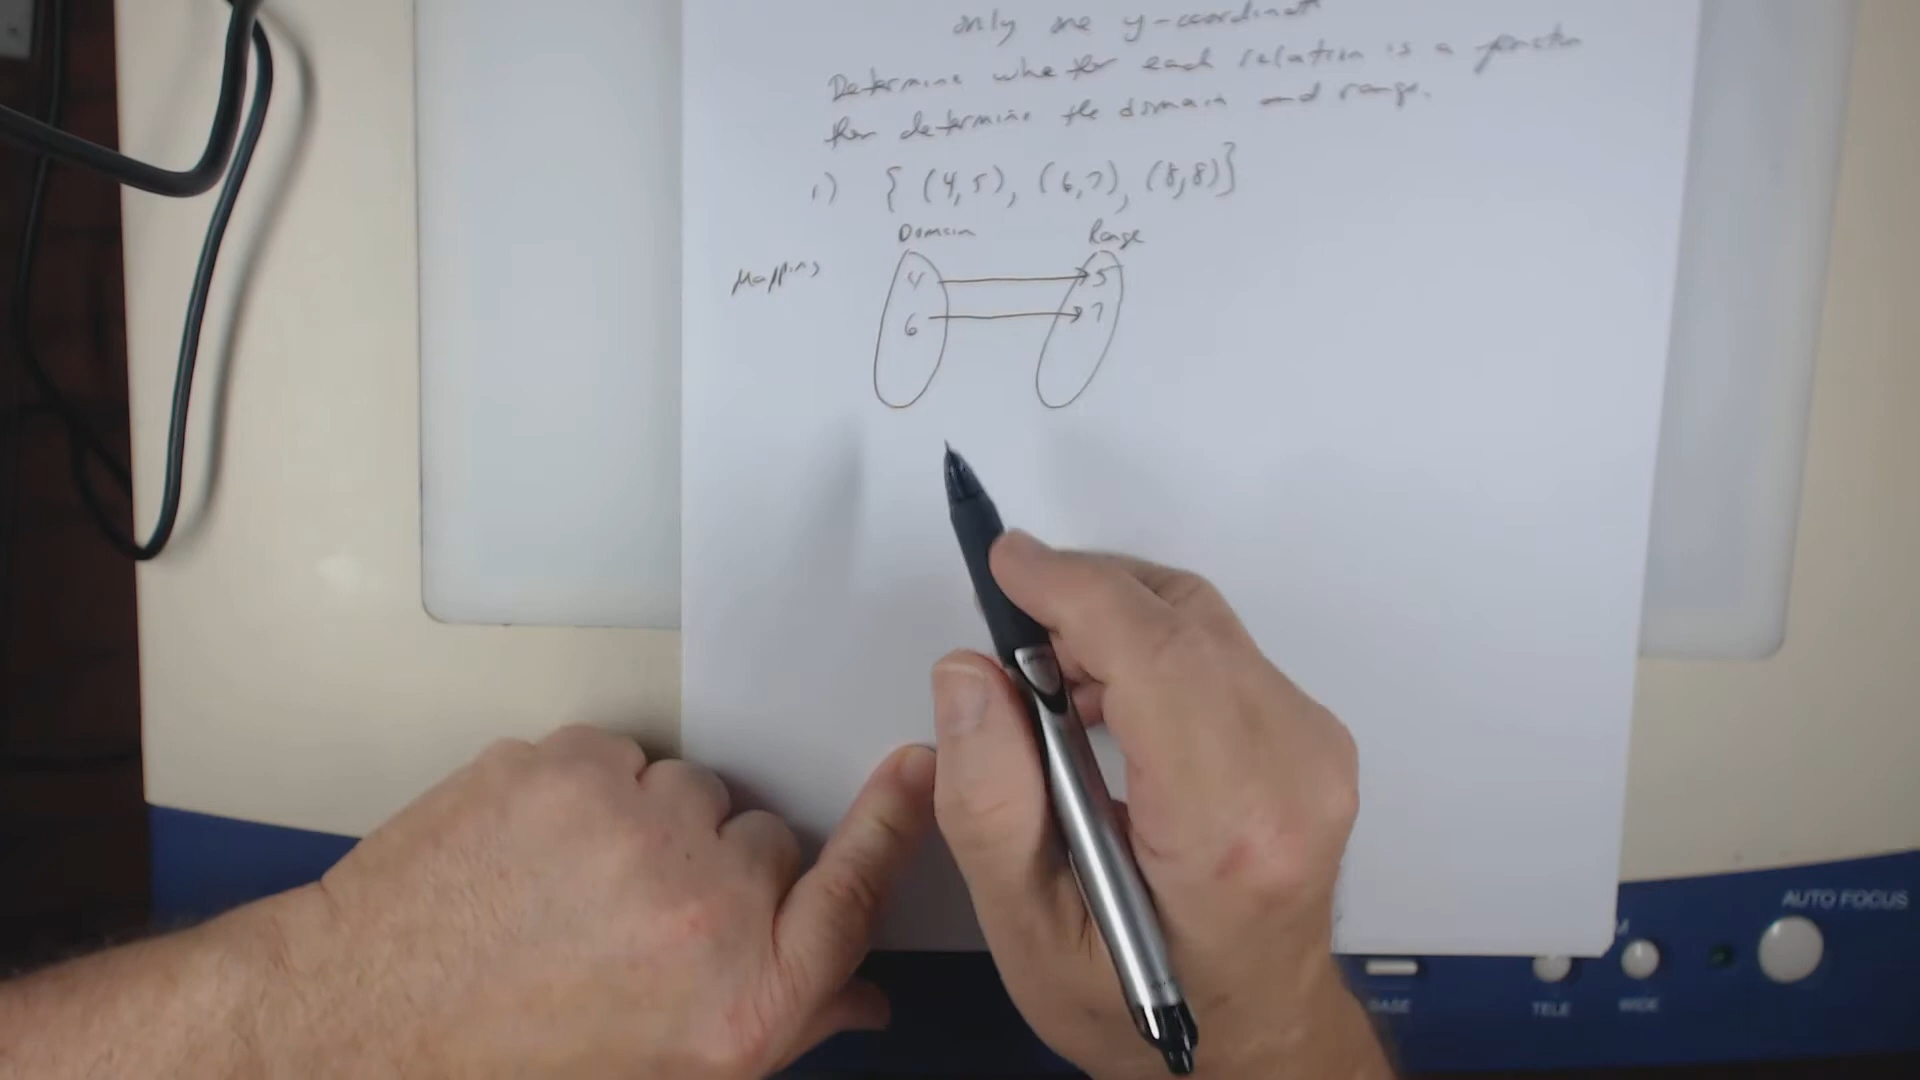 only one y-coordinat
Determine whether each relation is a function
then determine the domain and range.
1) { (4,5), (6,7), (8,8)}
Domain Range
Mapping
4 5
6 7
AUTO FOCUS
TELE WIDE